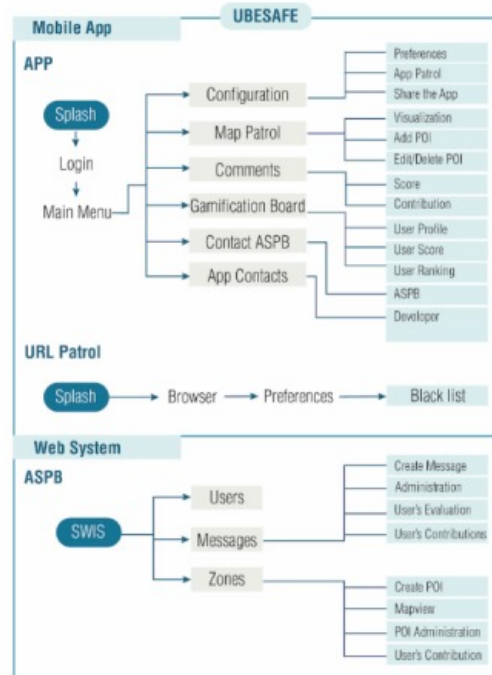 UBESAFE
Mobile App
APP
Splash
Login
Main Menu
Configuration
Map Patrol
Comments
Gamification Board
Contact ASPB
App Contacts
Preferences
App Patrol
Share the App
Visualization
Add POI
Edit/Delete POI
Score
Contribution
User Profile
User Score
User Ranking
ASPB
Developer
URL Patrol
Splash
Browser
Preferences
Black list
Web System
ASPB
SWIS
Users
Messages
Zones
Create Message
Administration
User's Evaluation
User's Contributions
Create POI
Mapview
POI Administration
User's Contribution